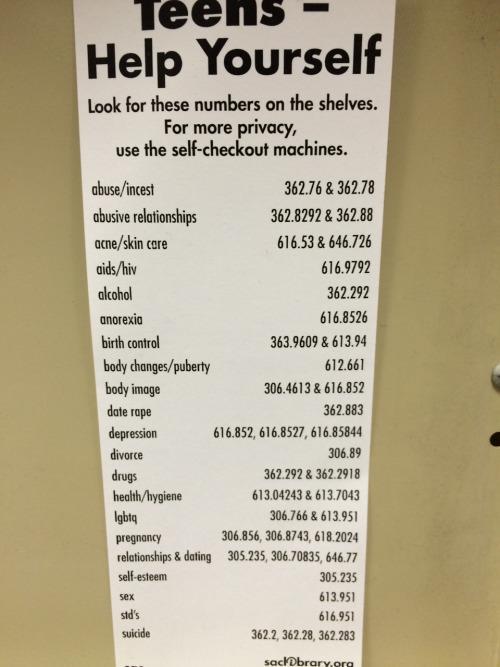 Teens –
Help Yourself
Look for these numbers on the shelves.
For more privacy,
use the self-checkout machines.
abuse/incest 362.76 & 362.78
abusive relationships 362.8292 & 362.88
acne/skin care 616.53 & 646.726
aids/hiv 616.9792
alcohol 362.292
anorexia 616.8526
birth control 363.9609 & 613.94
body changes/puberty 612.661
body image 306.4613 & 616.852
date rape 362.883
depression 616.852, 616.8527, 616.85844
divorce 306.89
drugs 362.292 & 362.2918
health/hygiene 613.04243 & 613.7043
lgbtq 306.766 & 613.951
pregnancy 306.856, 306.8743, 618.2024
relationships & dating 305.235, 306.70835, 646.77
self-esteem 305.235
sex 613.951
std's 616.951
suicide 362.2, 362.28, 362.283
saclibrary.org